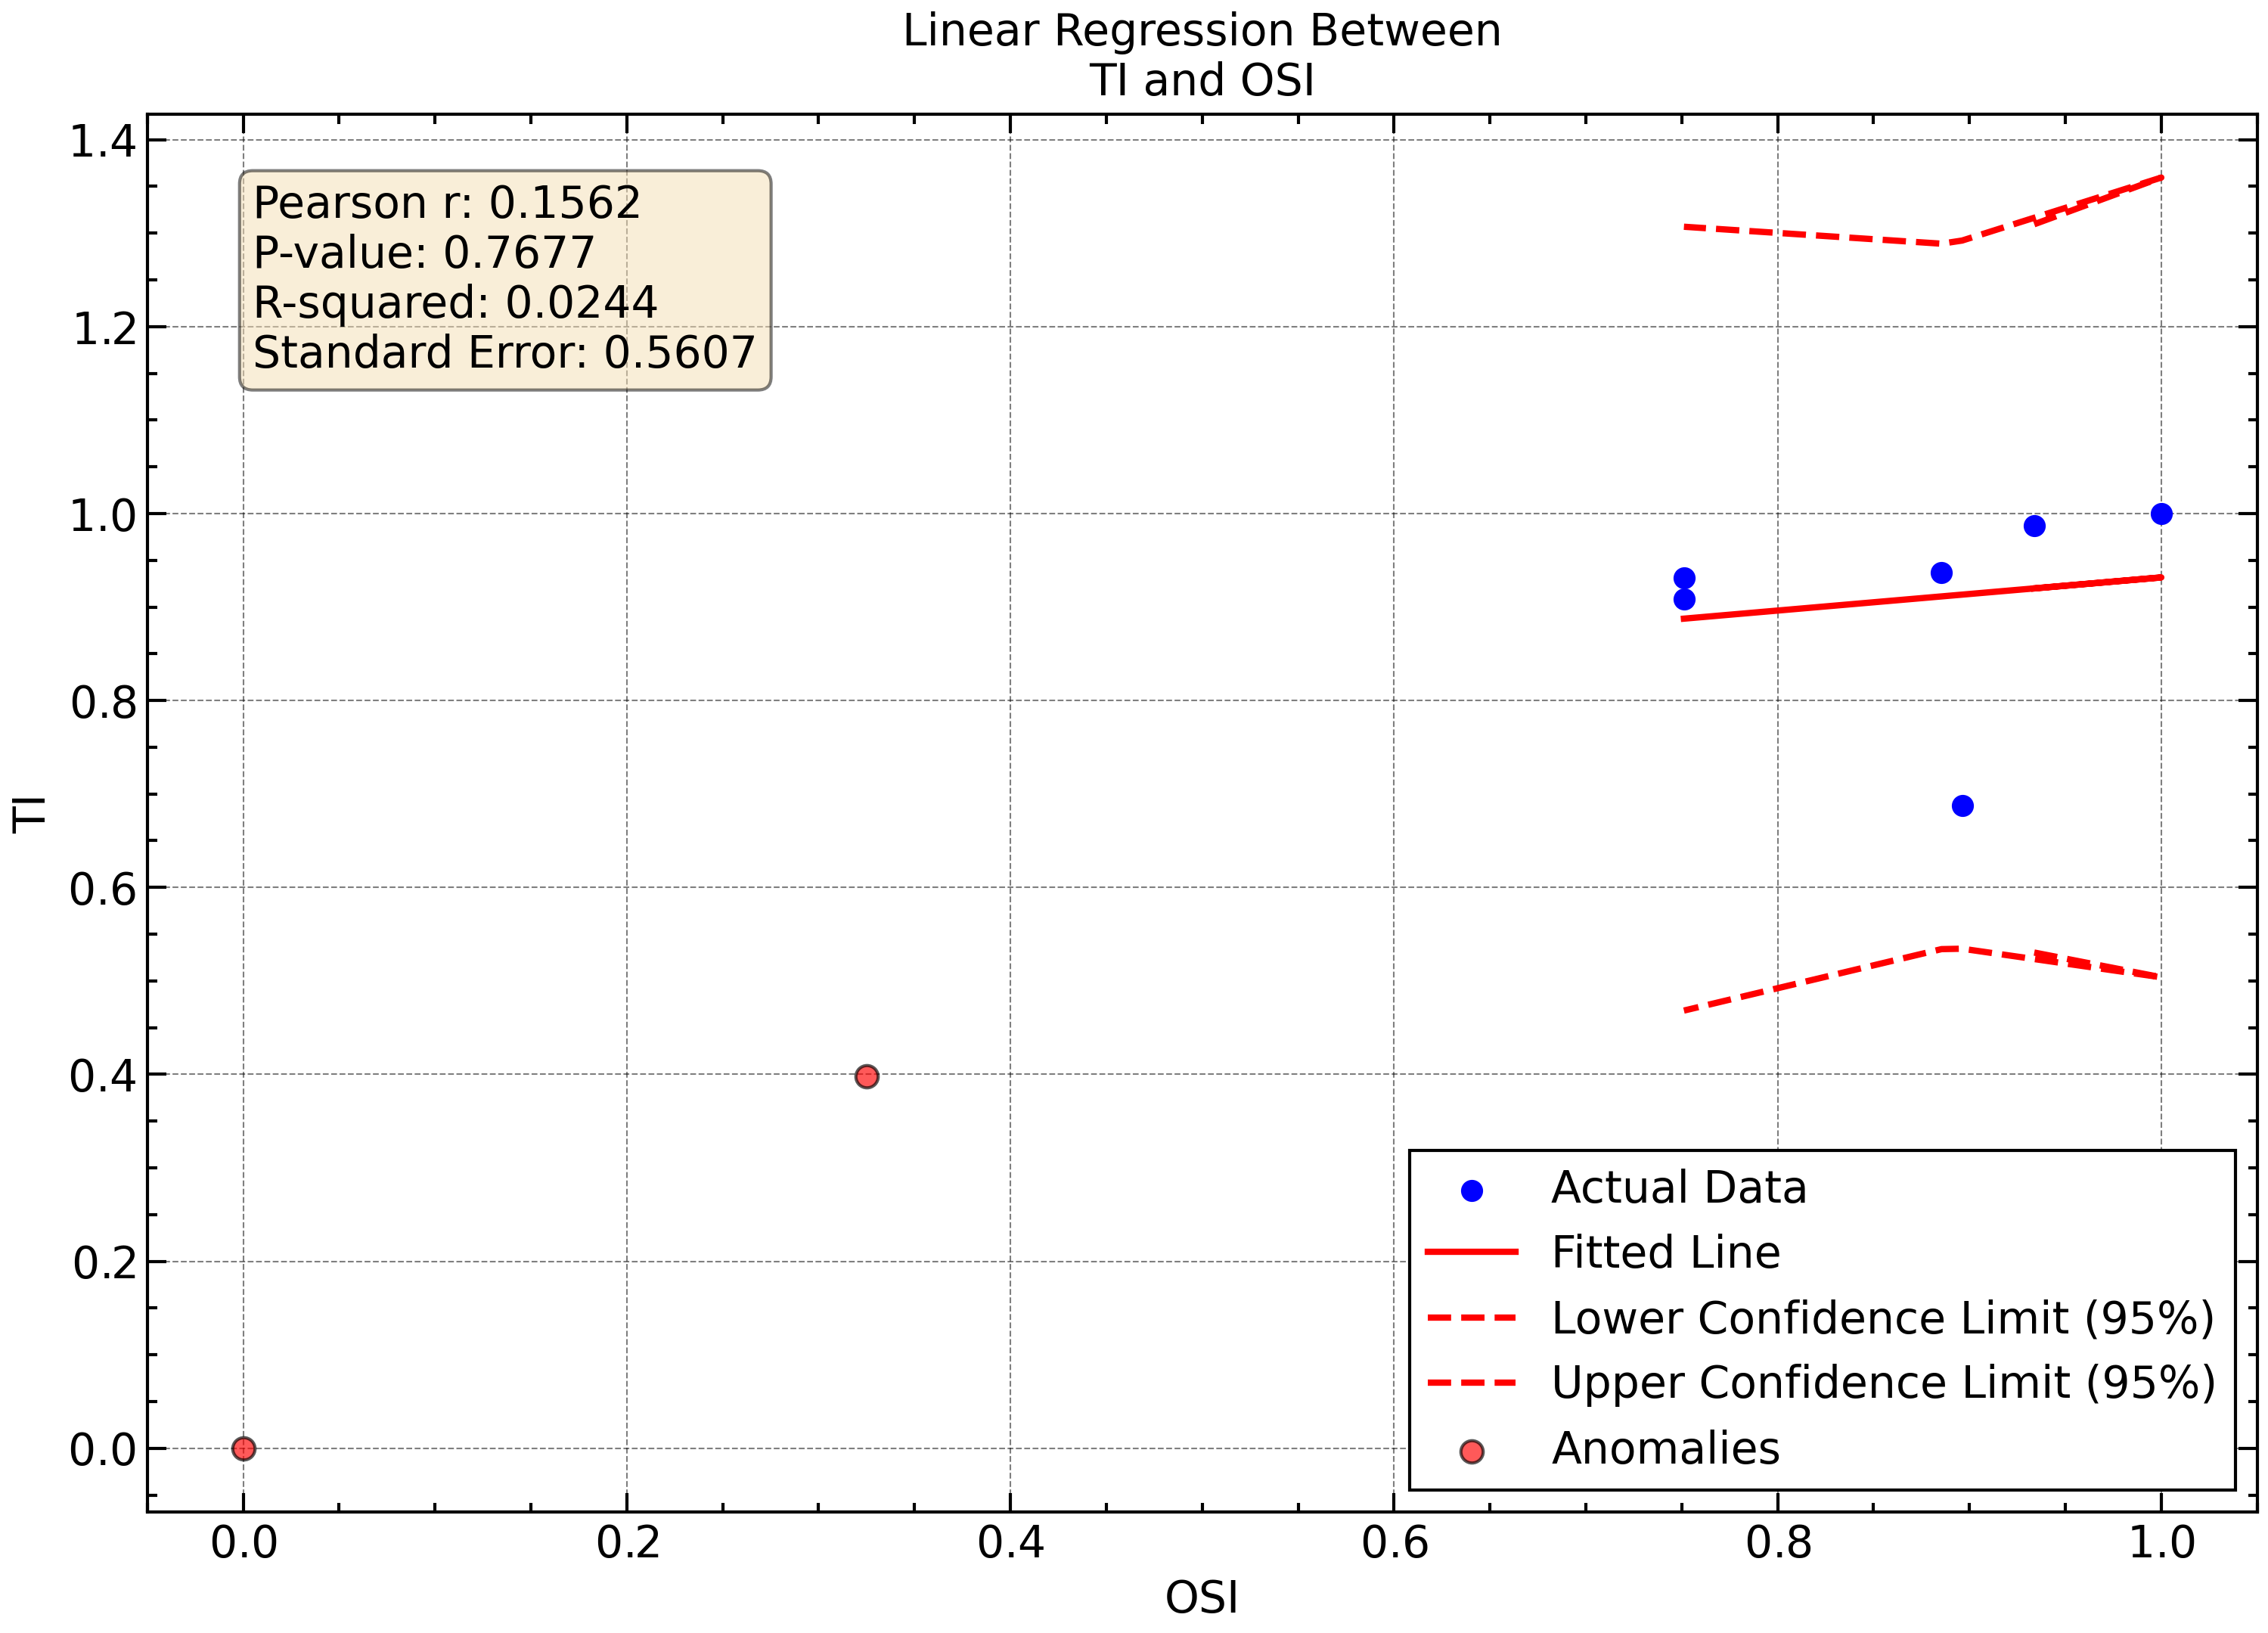 Linear Regression Between
TI and OSI
1.4
1.2
1.0
0.8
0.6
0.4
0.2
0.0
TI
Pearson r: 0.1562
P-value: 0.7677
R-squared: 0.0244
Standard Error: 0.5607
Actual Data
Fitted Line
Lower Confidence Limit (95%)
Upper Confidence Limit (95%)
Anomalies
0.0 0.2 0.4 0.6 0.8 1.0
OSI